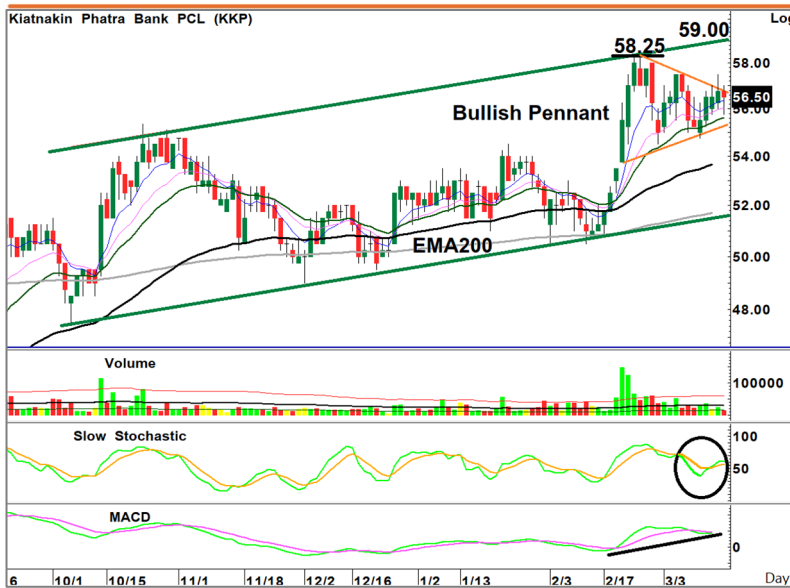 Kiatnakin Phatra Bank PCL (KKP)
Log
59.00
58.25
58.00
56.50
56.00
Bullish Pennant
54.00
52.00
EMA200
50.00
48.00
Volume
100000
Slow Stochastic
100
50
MACD
0
6 10/1 10/15 11/1 11/18 12/2 12/16 1/2 1/13 2/3 2/17 3/3 Day